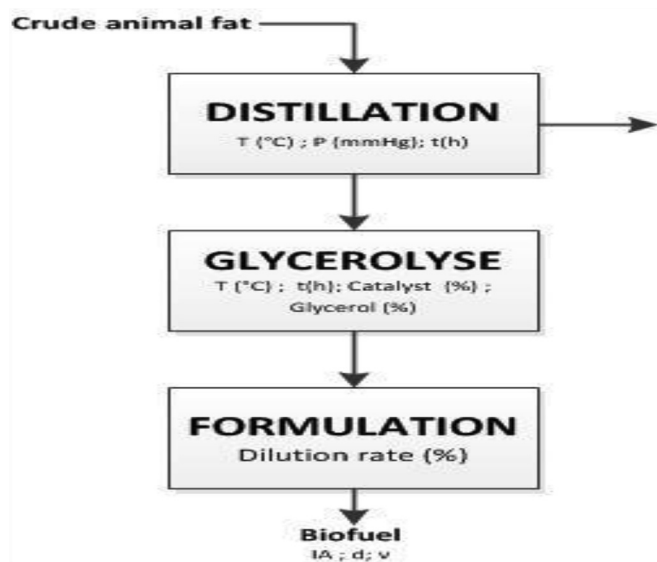 Crude animal fat
DISTILLATION
T (°C) ; P (mmHg); t(h)
GLYCEROLYSE
T (°C) ; t(h); Catalyst (%) ;
Glycerol (%)
FORMULATION
Dilution rate (%)
Biofuel
IA ; d; v